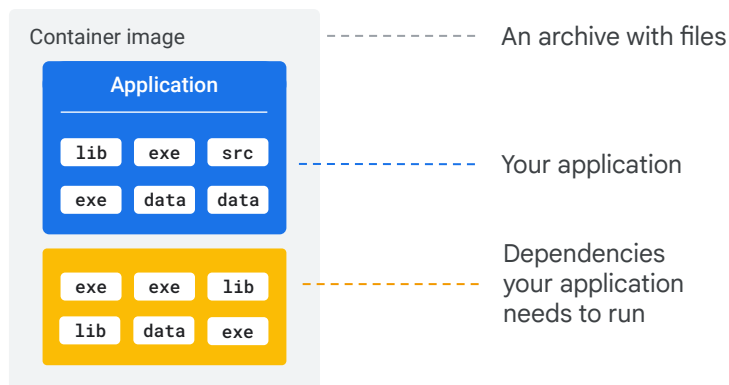 Container image
An archive with files
Application
lib exe src
Your application
exe data data
Dependencies
your application
needs to run
exe exe lib
lib data exe